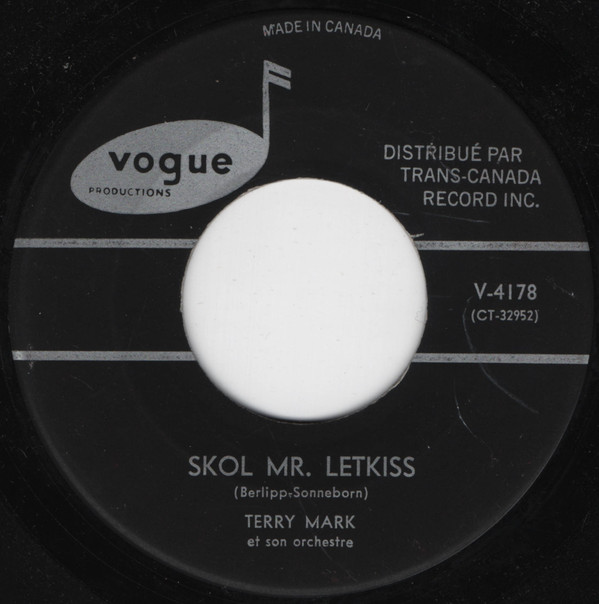 MADE IN CANADA
vogue
PRODUCTIONS
DISTRIBUÉ PAR
TRANS-CANADA
RECORD INC.
V-4178
(CT-32952)
SKOL MR. LETKISS
(Berlipp-Sonneborn)
TERRY MARK
et son orchestre